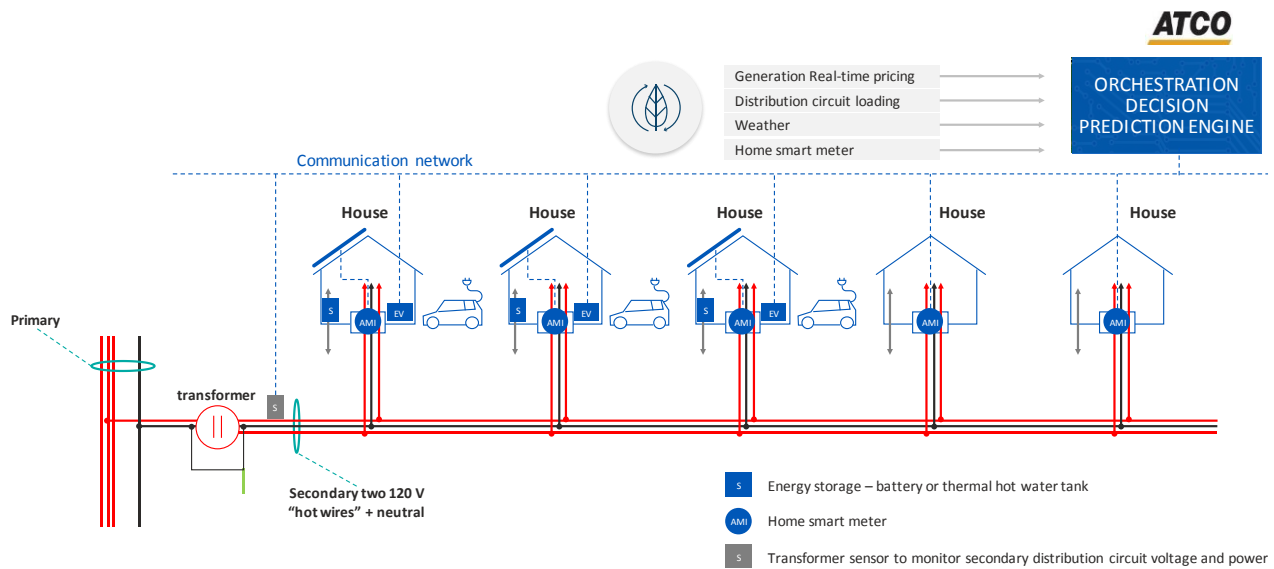 ATCO
Generation Real-time pricing
Distribution circuit loading
Weather
Home smart meter
ORCHESTRATION
DECISION
PREDICTION ENGINE
Communication network
House
House
House
House
House
S
S
S
AMI
EV
AMI
EV
AMI
EV
AMI
AMI
Primary
transformer
S
Secondary two 120 V
“hot wires” + neutral
S
Energy storage – battery or thermal hot water tank
AMI
Home smart meter
S
Transformer sensor to monitor secondary distribution circuit voltage and power